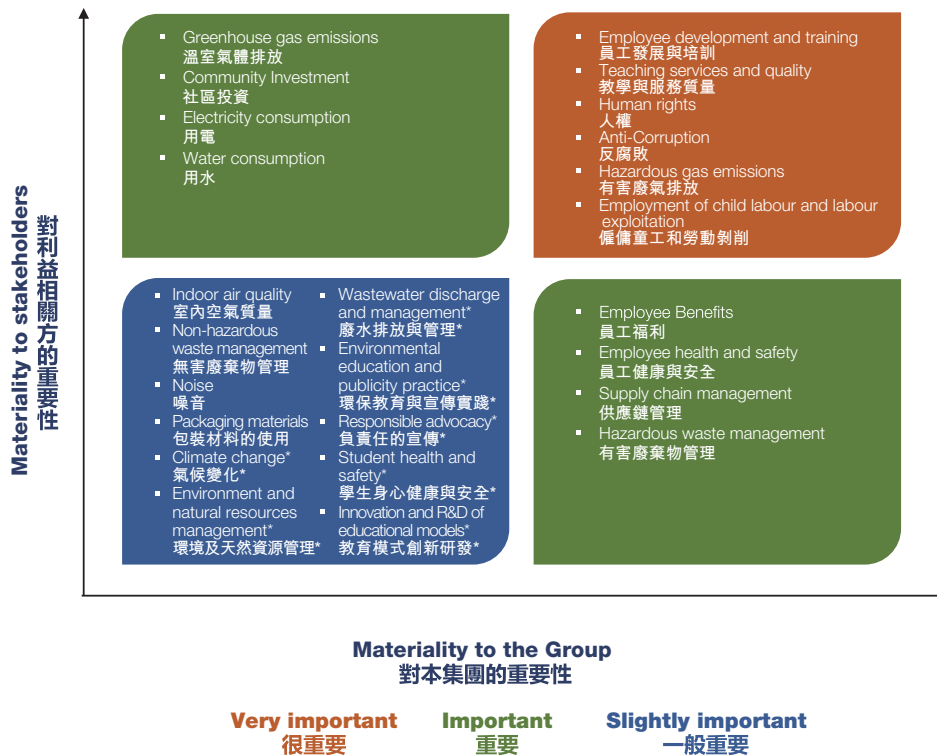 Materiality to stakeholders
對利益相關方的重要性
▪ Greenhouse gas emissions
溫室氣體排放
▪ Community Investment
社區投資
▪ Electricity consumption
用電
▪ Water consumption
用水
▪ Employee development and training
員工發展與培訓
▪ Teaching services and quality
教學與服務質量
▪ Human rights
人權
▪ Anti-Corruption
反腐敗
▪ Hazardous gas emissions
有害廢氣排放
▪ Employment of child labour and labour
exploitation
僱傭童工和勞動剝削
▪ Indoor air quality
室內空氣質量
▪ Non-hazardous
waste management
無害廢棄物管理
▪ Noise
噪音
▪ Packaging materials
包裝材料的使用
▪ Climate change*
氣候變化*
▪ Environment and
natural resources
management*
環境及天然資源管理*
▪ Wastewater discharge
and management*
廢水排放與管理*
▪ Environmental
education and
publicity practice*
環保教育與宣傳實踐*
▪ Responsible advocacy*
負責任的宣傳*
▪ Student health and
safety*
學生身心健康與安全*
▪ Innovation and R&D of
educational models*
教育模式創新研發*
▪ Employee Benefits
員工福利
▪ Employee health and safety
員工健康與安全
▪ Supply chain management
供應鏈管理
▪ Hazardous waste management
有害廢棄物管理
Materiality to the Group
對本集團的重要性
Very important
很重要
Important
重要
Slightly important
一般重要